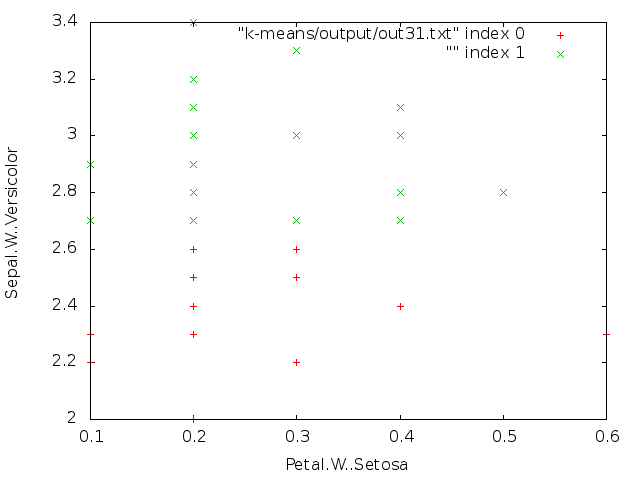 "k-means/output/out31.txt" index 0
"" index 1
3.4
3.2
3
2.8
2.6
2.4
2.2
2
0.1 0.2 0.3 0.4 0.5 0.6
Sepal.W..Versicolor
Petal.W..Setosa